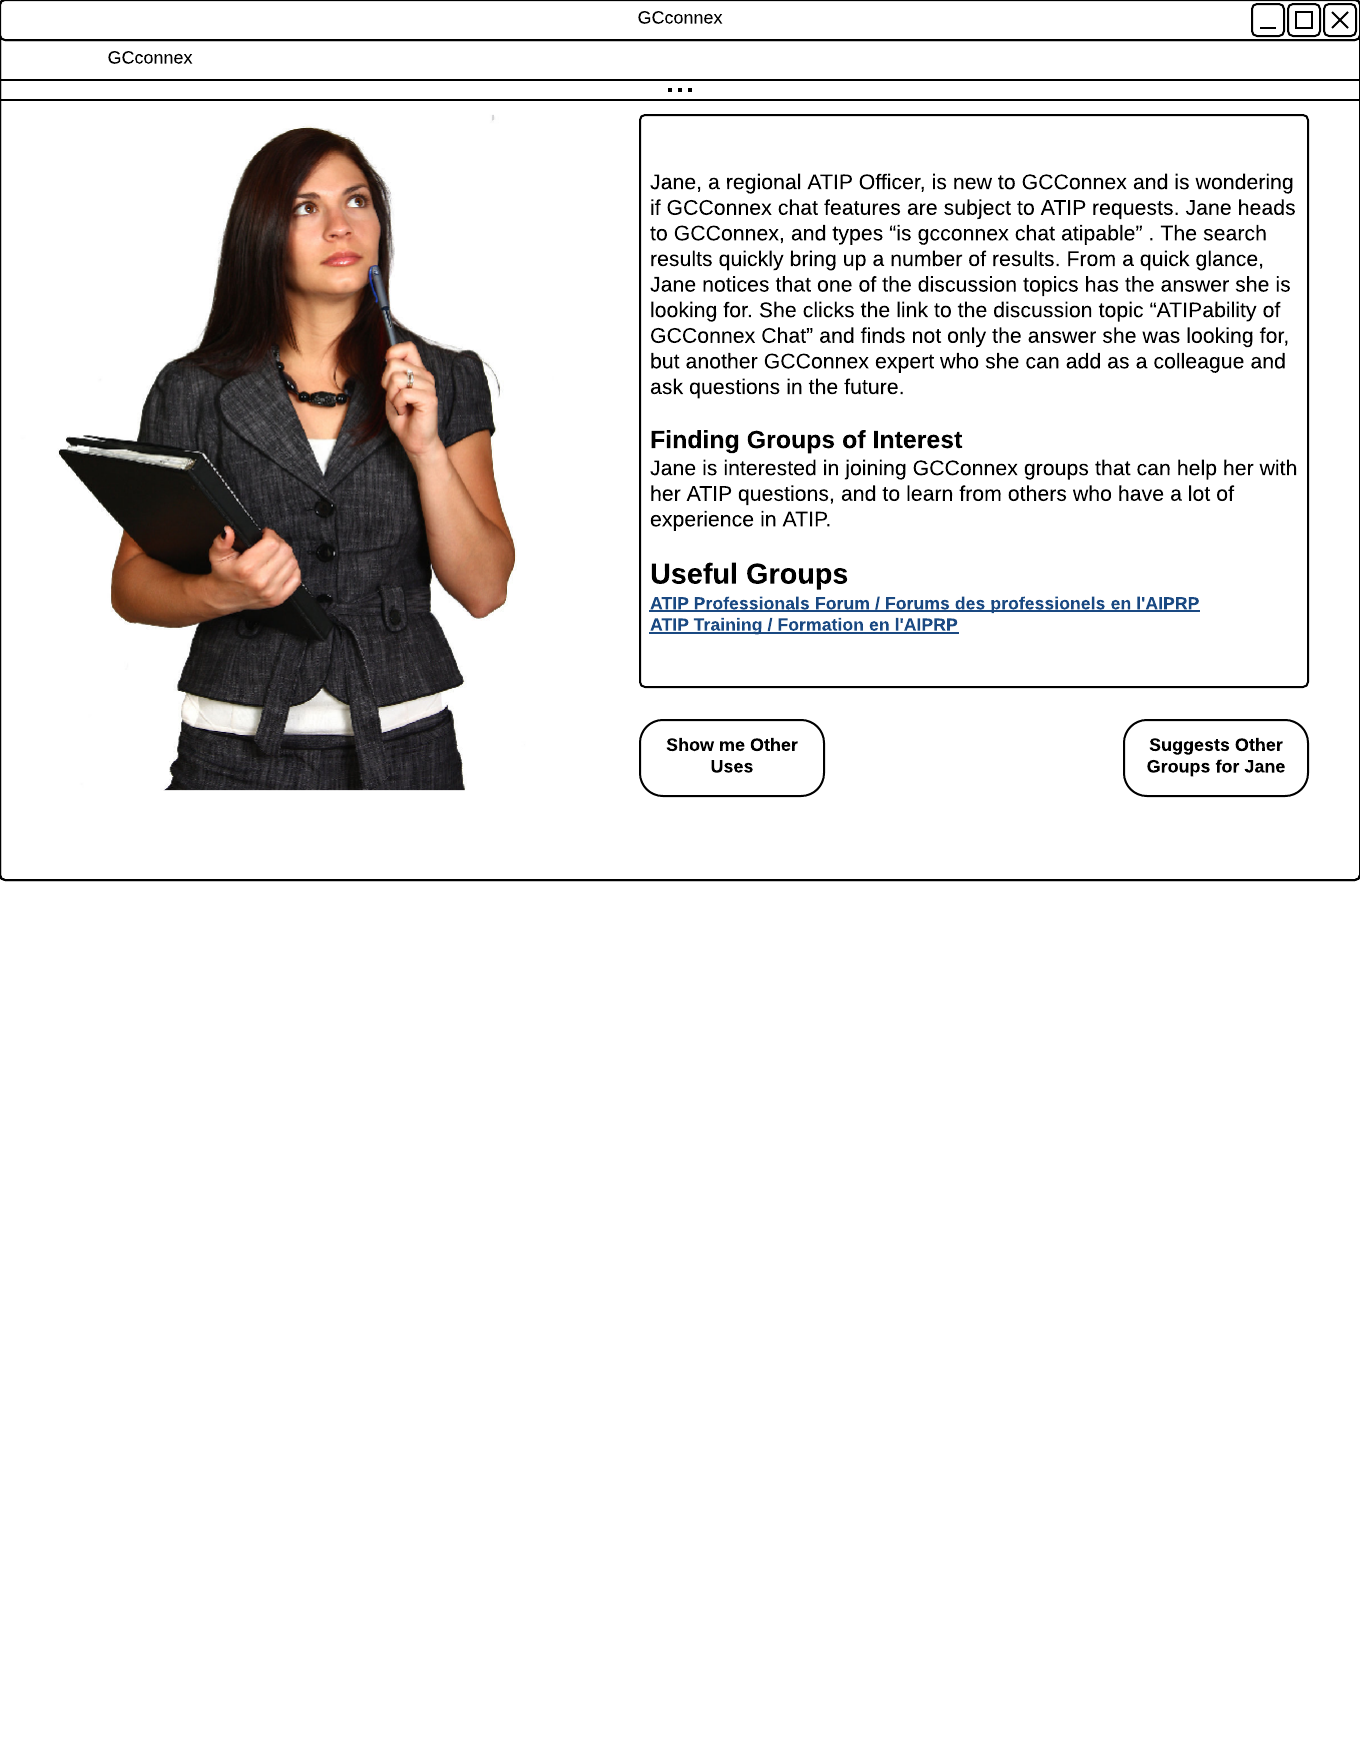 GCconnex
GCconnex
Jane, a regional ATIP Officer, is new to GCConnex and is wondering
if GCConnex chat features are subject to ATIP requests. Jane heads
to GCConnex, and types “is gcconnex chat atipable” . The search
results quickly bring up a number of results. From a quick glance,
Jane notices that one of the discussion topics has the answer she is
looking for. She clicks the link to the discussion topic “ATIPability of
GCConnex Chat” and finds not only the answer she was looking for,
but another GCConnex expert who she can add as a colleague and
ask questions in the future.
Finding Groups of Interest
Jane is interested in joining GCConnex groups that can help her with
her ATIP questions, and to learn from others who have a lot of
experience in ATIP.
Useful Groups
ATIP Professionals Forum / Forums des professionels en l'AIPRP
ATIP Training / Formation en l'AIPRP
Show me Other
Uses
Suggests Other
Groups for Jane